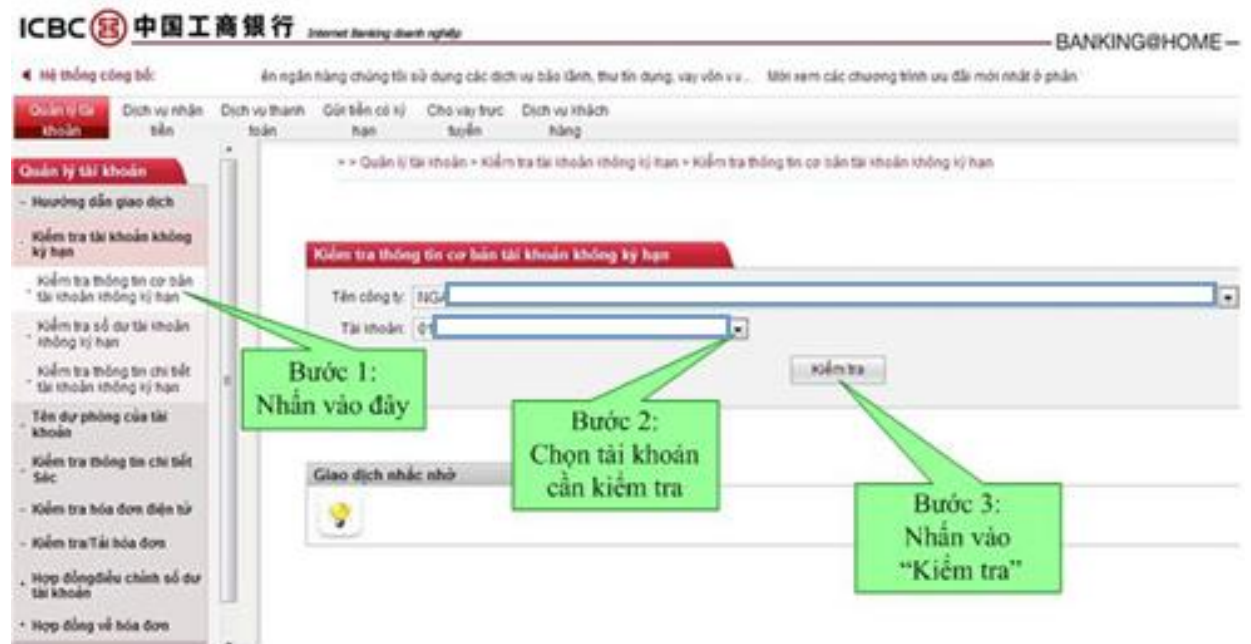 ICBC 中国工商银行 Internet Banking doanh nghiệp
BANKING@HOME
Hệ thống công bố: ên ngân hàng chúng tôi sử dụng các dịch vụ bảo lãnh, thư tín dụng, vay vốn v.v.. Mời xem các chương trình ưu đãi mới nhất ở phần
Quản lý tài khoản
Dịch vụ nhận tiền
Dịch vụ thanh toán
Gửi tiền có kỳ hạn
Cho vay trực tuyến
Dịch vụ khách hàng
Quản lý tài khoản
> > Quản lý tài khoản > Kiểm tra tài khoản không kỳ hạn > Kiểm tra thông tin cơ bản tài khoản không kỳ hạn
- Hướng dẫn giao dịch
Kiểm tra tài khoản không
kỳ hạn
Kiểm tra thông tin cơ bản
tài khoản không kỳ hạn
Kiểm tra số dư tài khoản
không kỳ hạn
Kiểm tra thông tin chi tiết
tài khoản không kỳ hạn
Tên dự phòng của tài
khoản
Kiểm tra thông tin chi tiết
Séc
- Kiểm tra hóa đơn điện tử
- Kiểm tra/Tải hóa đơn
Hợp đồngđiều chỉnh số dư
tài khoản
Hợp đồng về hóa đơn
Kiểm tra thông tin cơ bản tài khoản không kỳ hạn
Tên công ty: NGA
Tài khoản: 01
Kiểm tra
Giao dịch nhắc nhở
Bước 1:
Nhấn vào đây
Bước 2:
Chọn tài khoản
cần kiểm tra
Bước 3:
Nhấn vào
“Kiểm tra”